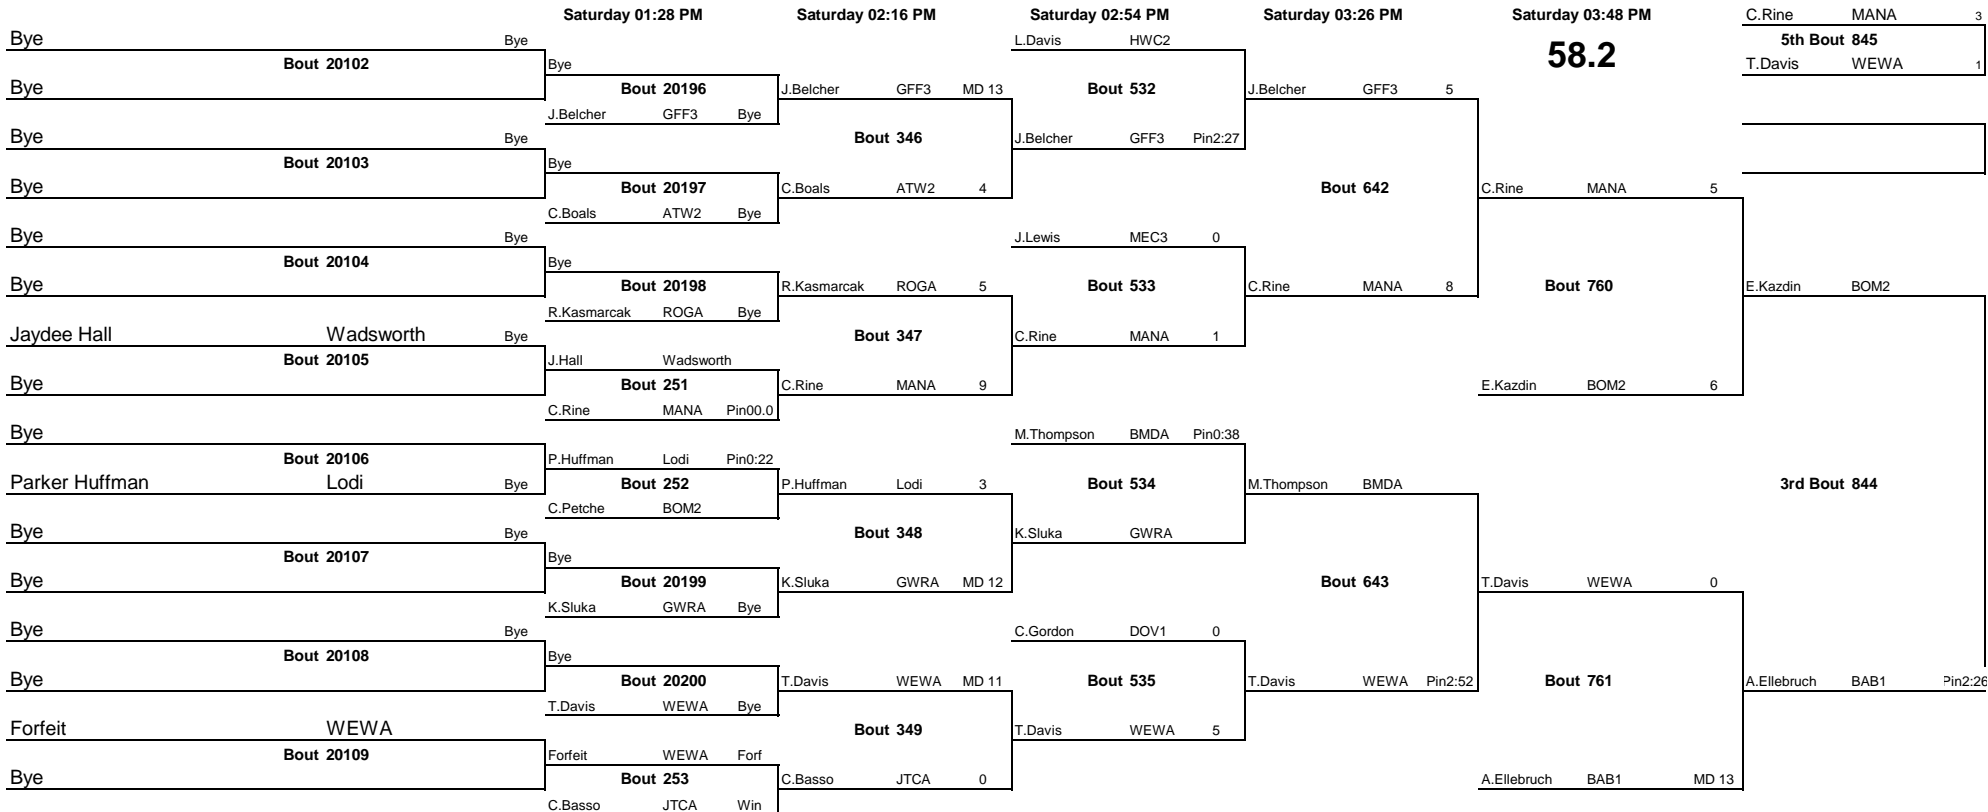 Saturday 01:28 PM Saturday 02:16 PM Saturday 02:54 PM Saturday 03:26 PM Saturday 03:48 PM C.Rine MANA 3
Bye Bye L.Davis HWC2 58.2 5th Bout 845
Bout 20102 Bye T.Davis WEWA 1
Bye Bout 20196 J.Belcher GFF3 MD 13 Bout 532 J.Belcher GFF3 5
J.Belcher GFF3 Bye
Bye Bye Bout 346 J.Belcher GFF3 Pin2:27
Bout 20103 Bye
Bye Bout 20197 C.Boals ATW2 4 Bout 642 C.Rine MANA 5
C.Boals ATW2 Bye
Bye Bye J.Lewis MEC3 0
Bout 20104 Bye
Bye Bout 20198 R.Kasmarcak ROGA 5 Bout 533 C.Rine MANA 8 Bout 760 E.Kazdin BOM2
R.Kasmarcak ROGA Bye
Jaydee Hall Wadsworth Bye Bout 347 C.Rine MANA 1
Bout 20105 J.Hall Wadsworth
Bye Bout 251 C.Rine MANA 9 E.Kazdin BOM2 6
C.Rine MANA Pin00.0
Bye M.Thompson BMDA Pin0:38
Bout 20106 P.Huffman Lodi Pin0:22
Parker Huffman Lodi Bye Bout 252 P.Huffman Lodi 3 Bout 534 M.Thompson BMDA 3rd Bout 844
C.Petche BOM2
Bye Bye Bout 348 K.Sluka GWRA
Bout 20107 Bye
Bye Bout 20199 K.Sluka GWRA MD 12 Bout 643 T.Davis WEWA 0
K.Sluka GWRA Bye
Bye Bye C.Gordon DOV1 0
Bout 20108 Bye
Bye Bout 20200 T.Davis WEWA MD 11 Bout 535 T.Davis WEWA Pin2:52 Bout 761 A.Ellebruch BAB1 Pin2:26
T.Davis WEWA Bye
Forfeit WEWA Bout 349 T.Davis WEWA 5
Bout 20109 Forfeit WEWA Forf
Bye Bout 253 C.Basso JTCA 0 A.Ellebruch BAB1 MD 13
C.Basso JTCA Win